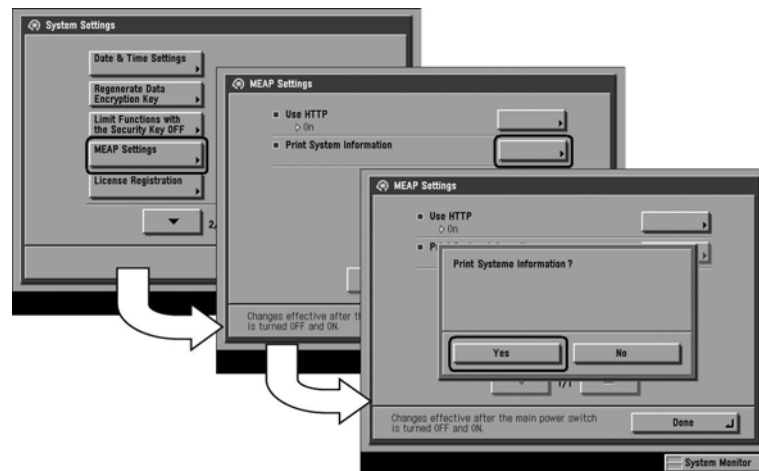 System Settings
Date & Time Settings
Regenerate Data
Encryption Key
Limit Functions with
the Security Key OFF
MEAP Settings
License Registration
2/
MEAP Settings
Use HTTP
On
Print System Information
Changes effective after
is turned OFF and ON.
MEAP Settings
Use HTTP
On
Print Systeme Information ?
Yes
No
1/1
Changes effective after the main power switch
is turned OFF and ON.
Done
System Monitor